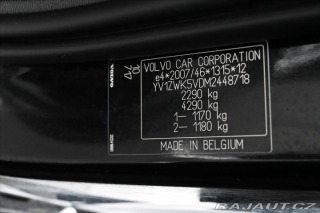 VOLVO CAR CORPORATION
e4*2007/46*1315*12
YV1ZWK5VDM2448718
2290 kg
4290 kg
1— 1170 kg
2— 1180 kg
MADE IN BELGIUM
VOLVO
RAJAUT.CZ